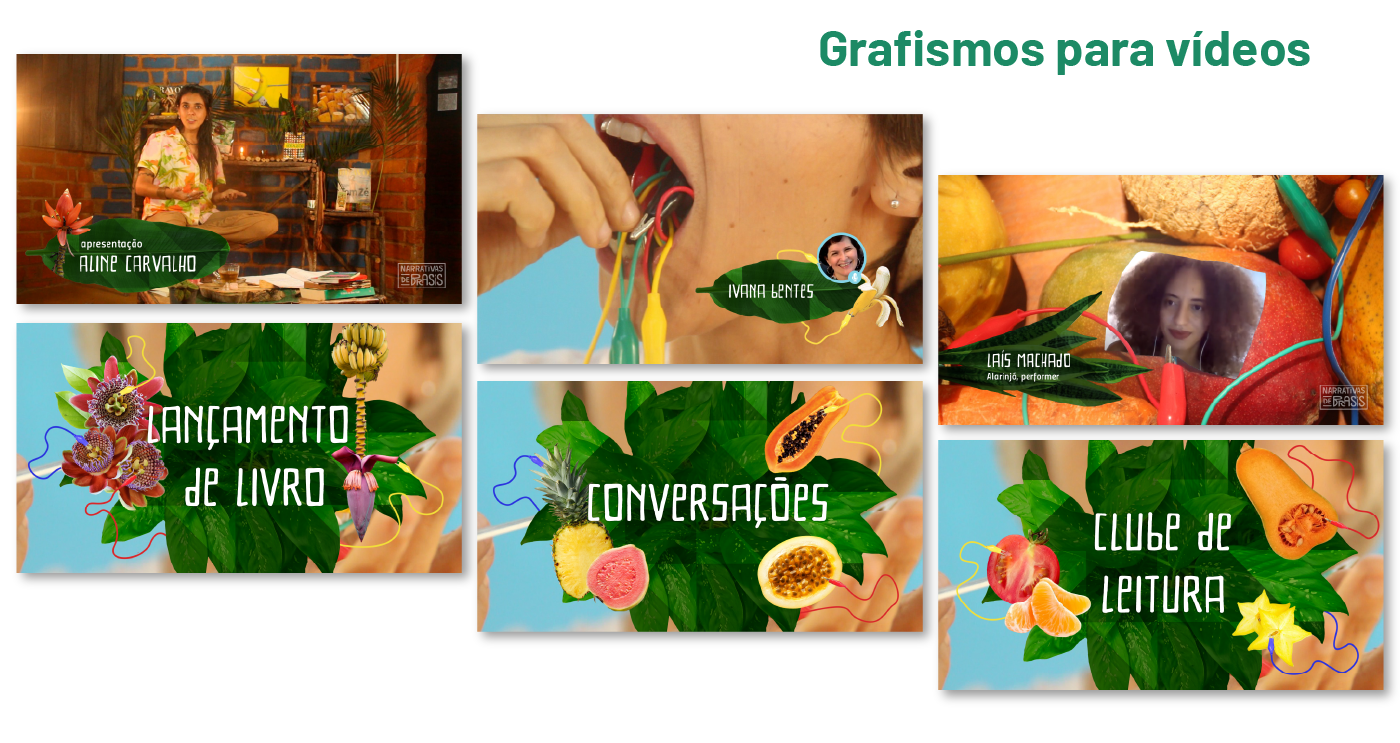 Grafismos para vídeos
apresentação
ALINE CARVALHO
NARRATIVAS
DE BRASIS
IVANA BENTES
LAÍS MACHADO
Alarinjó, performer
NARRATIVAS
DE BRASIS
LANÇAMENTO
de LIVRO
CONVERSAÇÕES
CLUBE de
LEITURA